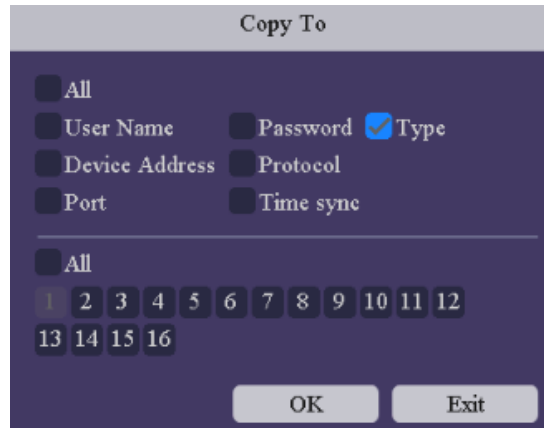 Copy To
All
User Name Password Type
Device Address Protocol
Port Time sync
All
1 2 3 4 5 6 7 8 9 10 11 12
13 14 15 16
OK Exit